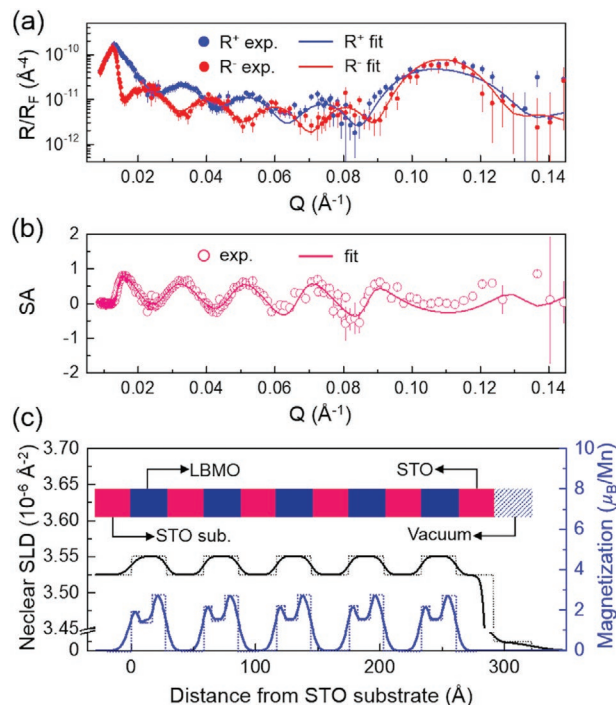 (a)
R⁺ exp. R⁺ fit
R⁻ exp. R⁻ fit
R/R_F (Å⁻⁴)
10⁻¹⁰
10⁻¹¹
10⁻¹²
0.02 0.04 0.06 0.08 0.10 0.12 0.14
Q (Å⁻¹)
(b)
exp. fit
SA
2
1
0
-1
-2
0.02 0.04 0.06 0.08 0.10 0.12 0.14
Q (Å⁻¹)
(c)
Neclear SLD (10⁻⁶ Å⁻²)
3.70
3.65
3.60
3.55
3.50
3.45
0
LBMO STO
STO sub. Vacuum
10
8
6
4
2
0
Magnetization (μ_B/Mn)
0 100 200 300
Distance from STO substrate (Å)